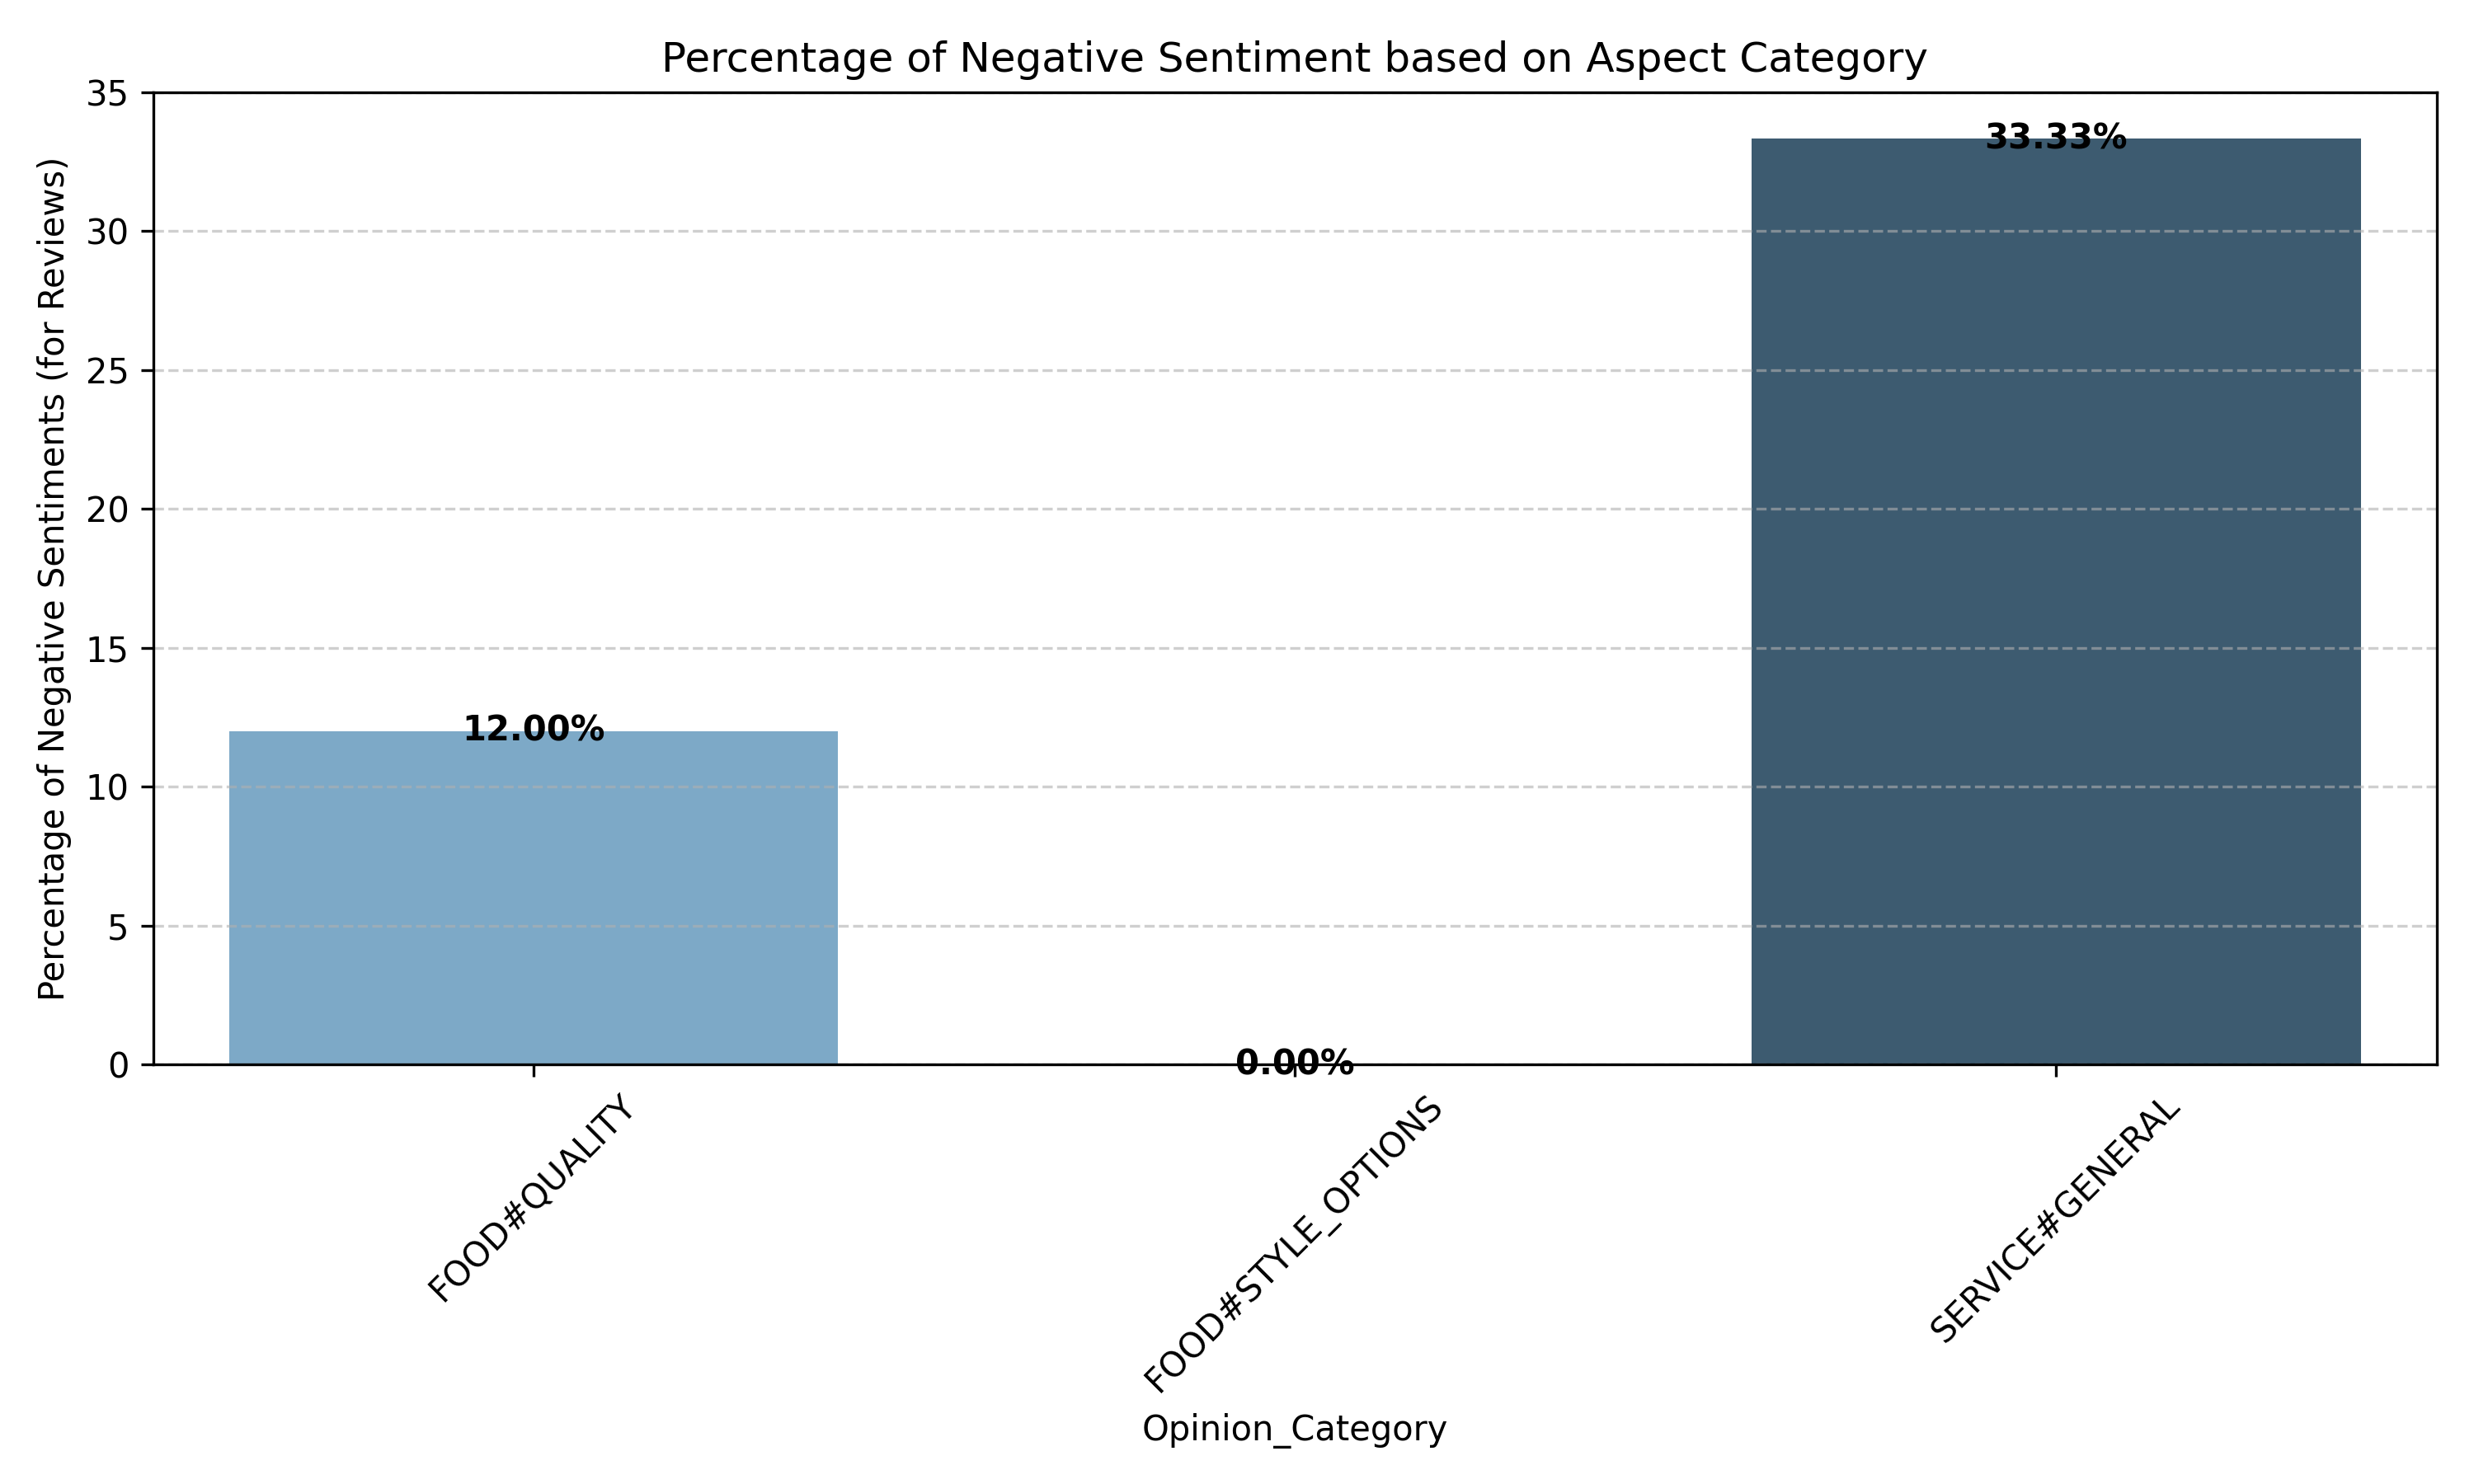 Percentage of Negative Sentiment based on Aspect Category
Percentage of Negative Sentiments (for Reviews)
35
30
25
20
15
10
5
0
12.00%
0.00%
33.33%
FOOD#QUALITY
FOOD#STYLE_OPTIONS
SERVICE#GENERAL
Opinion_Category